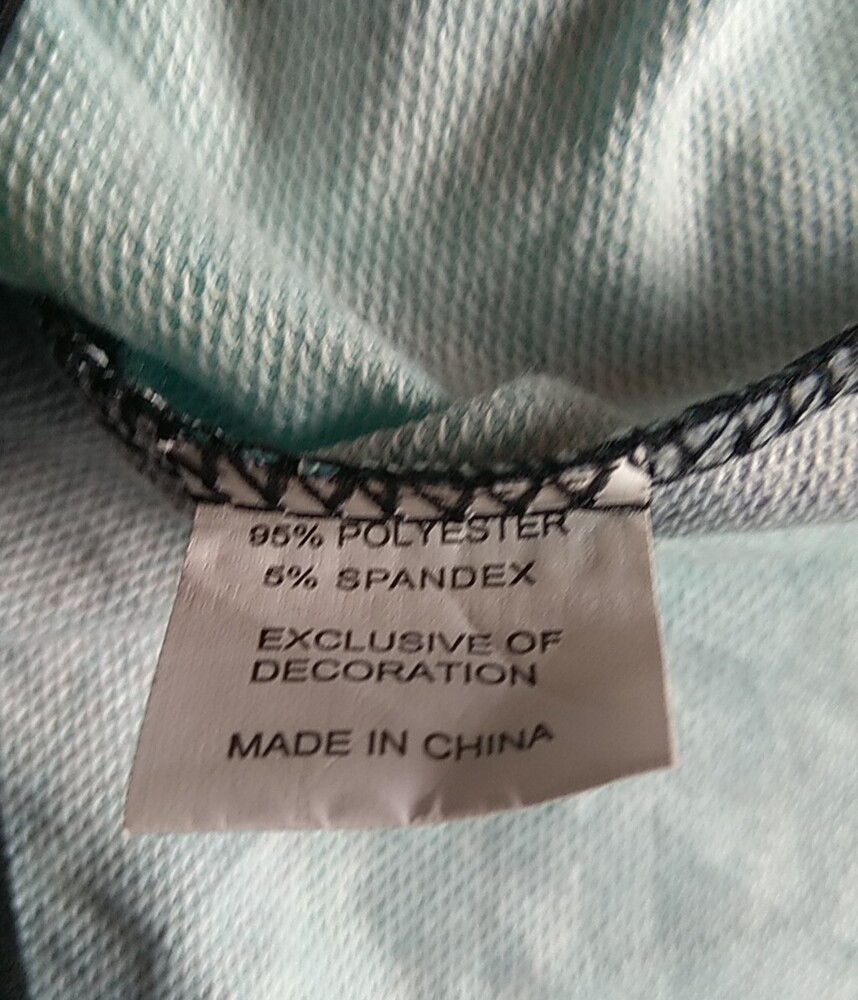 95% POLYESTER
5% SPANDEX
EXCLUSIVE OF
DECORATION
MADE IN CHINA